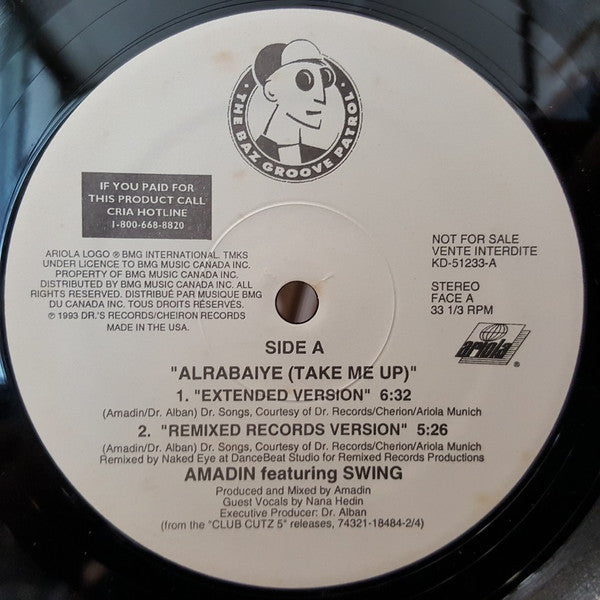 • THE BAZ GROOVE PATROL •
IF YOU PAID FOR
THIS PRODUCT CALL
CRIA HOTLINE
1-800-668-8820
ARIOLA LOGO ® BMG INTERNATIONAL. TMKS
UNDER LICENCE TO BMG MUSIC CANADA INC.
PROPERTY OF BMG MUSIC CANADA INC.
DISTRIBUTED BY BMG MUSIC CANADA INC. ALL
RIGHTS RESERVED. DISTRIBUÉ PAR MUSIQUE BMG
DU CANADA INC. TOUS DROITS RÉSERVÉS.
℗ 1993 DR.'S RECORDS/CHEIRON RECORDS
MADE IN THE USA.
NOT FOR SALE
VENTE INTERDITE
KD-51233-A
STEREO
FACE A
33 1/3 RPM
ariola ®
SIDE A
"ALRABAIYE (TAKE ME UP)"
1. "EXTENDED VERSION" 6:32
(Amadin/Dr. Alban) Dr. Songs, Courtesy of Dr. Records/Cherion/Ariola Munich
2. "REMIXED RECORDS VERSION" 5:26
(Amadin/Dr. Alban) Dr. Songs, Courtesy of Dr. Records/Cherion/Ariola Munich
Remixed by Naked Eye at DanceBeat Studio for Remixed Records Productions
AMADIN featuring SWING
Produced and Mixed by Amadin
Guest Vocals by Nana Hedin
Executive Producer: Dr. Alban
(from the "CLUB CUTZ 5" releases, 74321-18484-2/4)